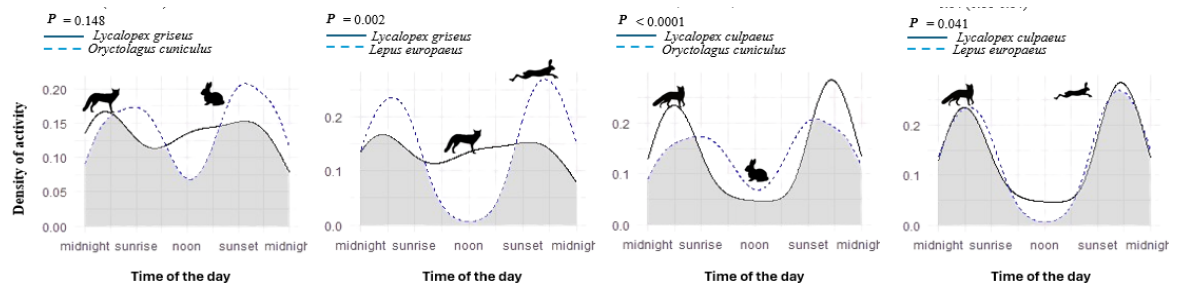 P = 0.148
Lycalopex griseus
Oryctolagus cuniculus
0.20
0.15
0.10
0.05
0.00
Density of activity
midnight sunrise noon sunset midnigh
Time of the day
P = 0.002
Lycalopex griseus
Lepus europaeus
0.2
0.1
0.0
midnight sunrise noon sunset midnigh
Time of the day
P < 0.0001
Lycalopex culpaeus
Oryctolagus cuniculus
0.2
0.1
0.0
midnight sunrise noon sunset midnigh
Time of the day
P = 0.041
Lycalopex culpaeus
Lepus europaeus
0.2
0.1
0.0
midnight sunrise noon sunset midnigh
Time of the day